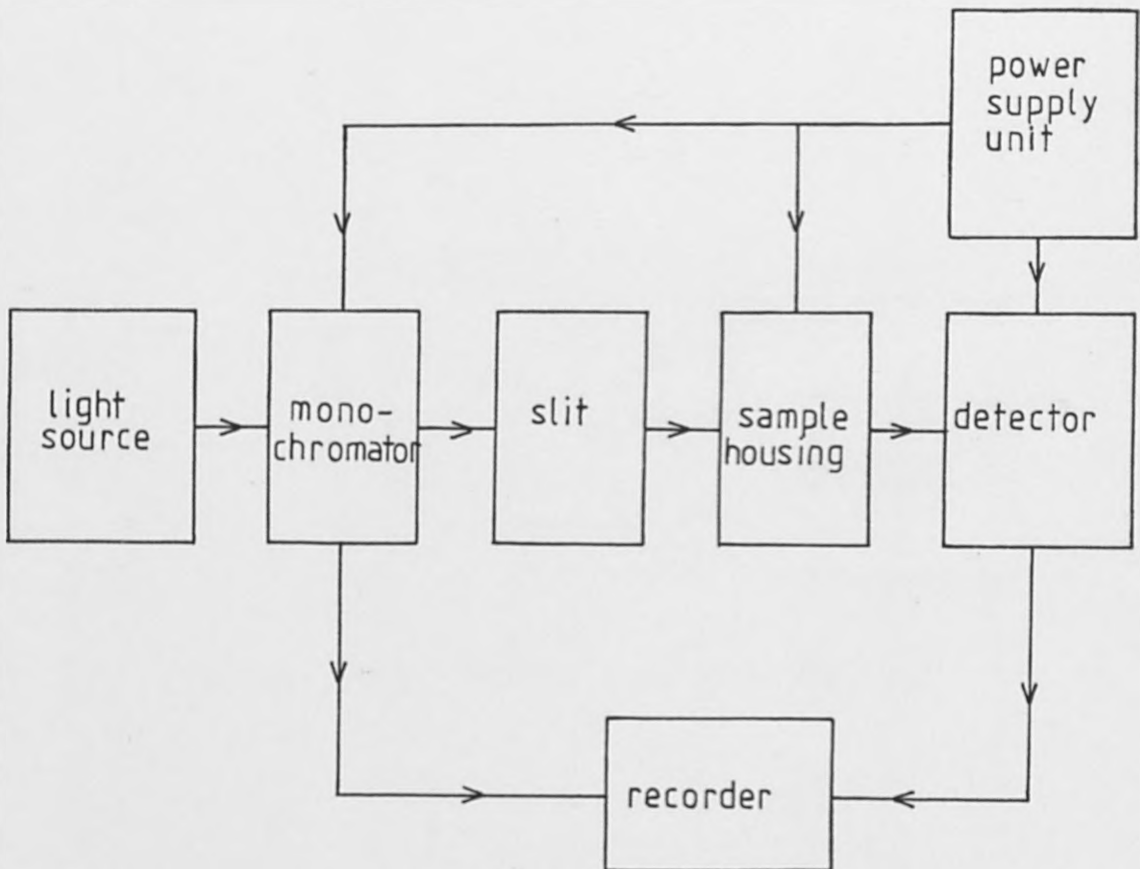 power
supply
unit
light
source
mono-
chromator
slit
sample
housing
detector
recorder